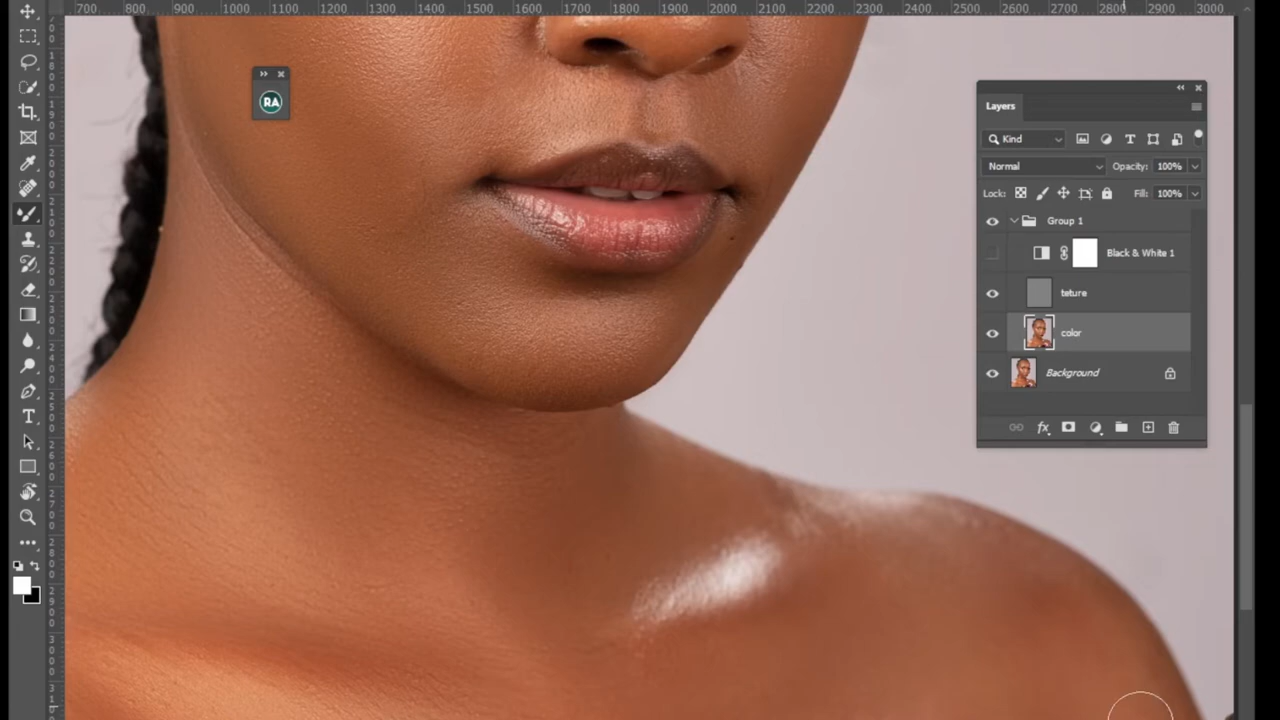 700 800 900 1000 1100 1200 1300 1400 1500 1600 1700 1800 1900 2000 2100 2200 2300 2400 2500 2600 2700 2800 2900 3000
RA
Layers
Kind
Normal Opacity: 100%
Lock: Fill: 100%
Group 1
Black & White 1
teture
color
Background
fx
T